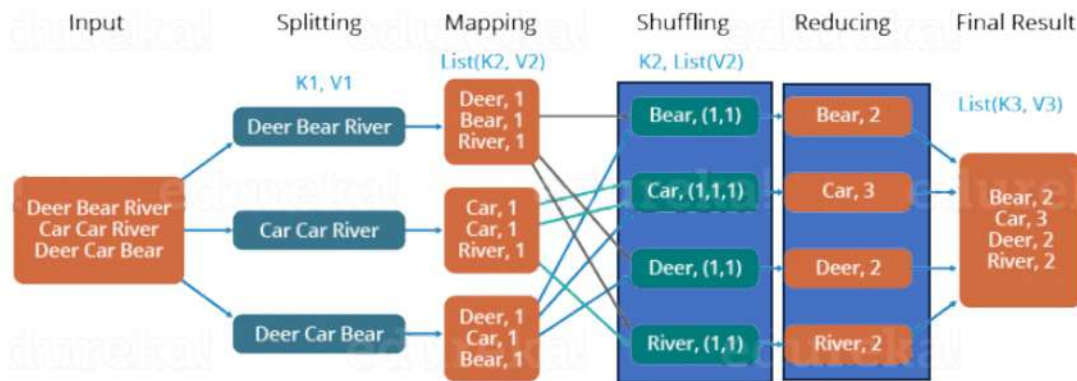 Input
Splitting
Mapping
Shuffling
Reducing
Final Result
K1, V1
List(K2, V2)
K2, List(V2)
List(K3, V3)
Deer Bear River
Car Car River
Deer Car Bear
Deer Bear River
Car Car River
Deer Car Bear
Deer, 1
Bear, 1
River, 1
Car, 1
Car, 1
River, 1
Deer, 1
Car, 1
Bear, 1
Bear, (1,1)
Car, (1,1,1)
Deer, (1,1)
River, (1,1)
Bear, 2
Car, 3
Deer, 2
River, 2
Bear, 2
Car, 3
Deer, 2
River, 2
edureka!